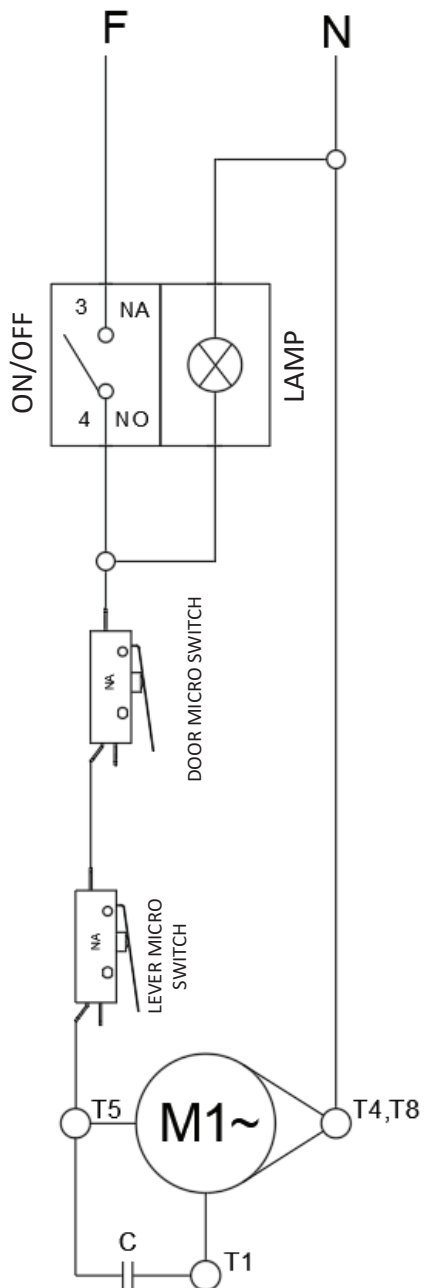 F
N
3 NA
ON/OFF
LAMP
4 NO
DOOR MICRO SWITCH
NA
LEVER MICRO
SWITCH
NA
T5
M1~
T4,T8
C
T1